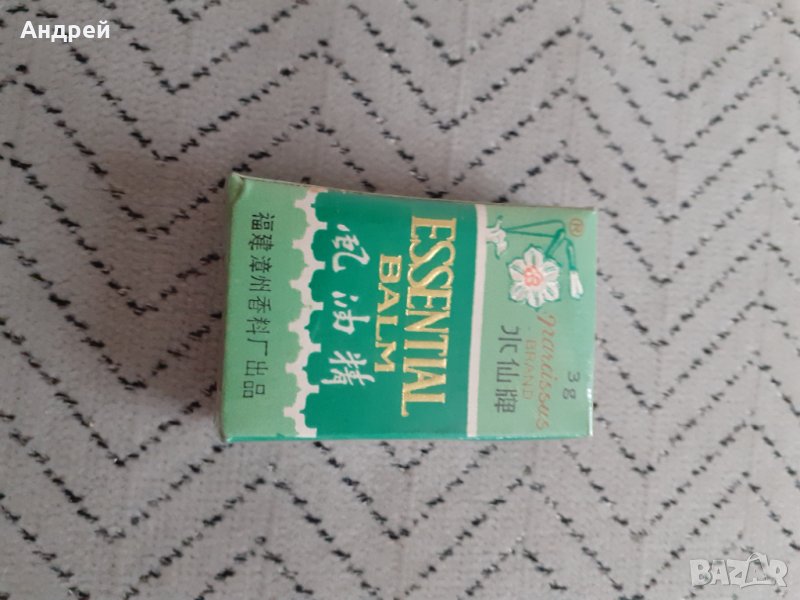 Андрей
®
3g
narcissus
BRAND
水仙牌
ESSENTIAL
BALM
风油精
福建漳州香料厂出品
BAZAR